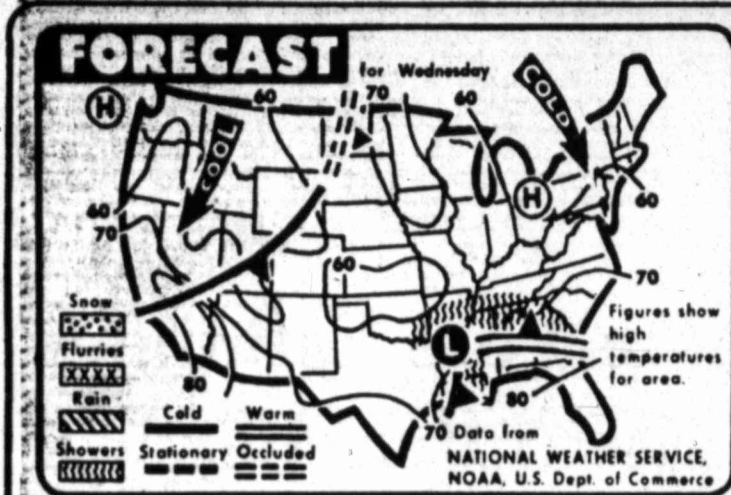 FORECAST
for Wednesday
H
60
70
60
COLD
COOL
H
60
70
60
60
70
Snow
Flurries
XXXX
Rain
Showers
80
Cold
Warm
Stationary
Occluded
L
Figures show
high
temperatures
for area.
80
70
Data from
NATIONAL WEATHER SERVICE,
NOAA, U.S. Dept. of Commerce